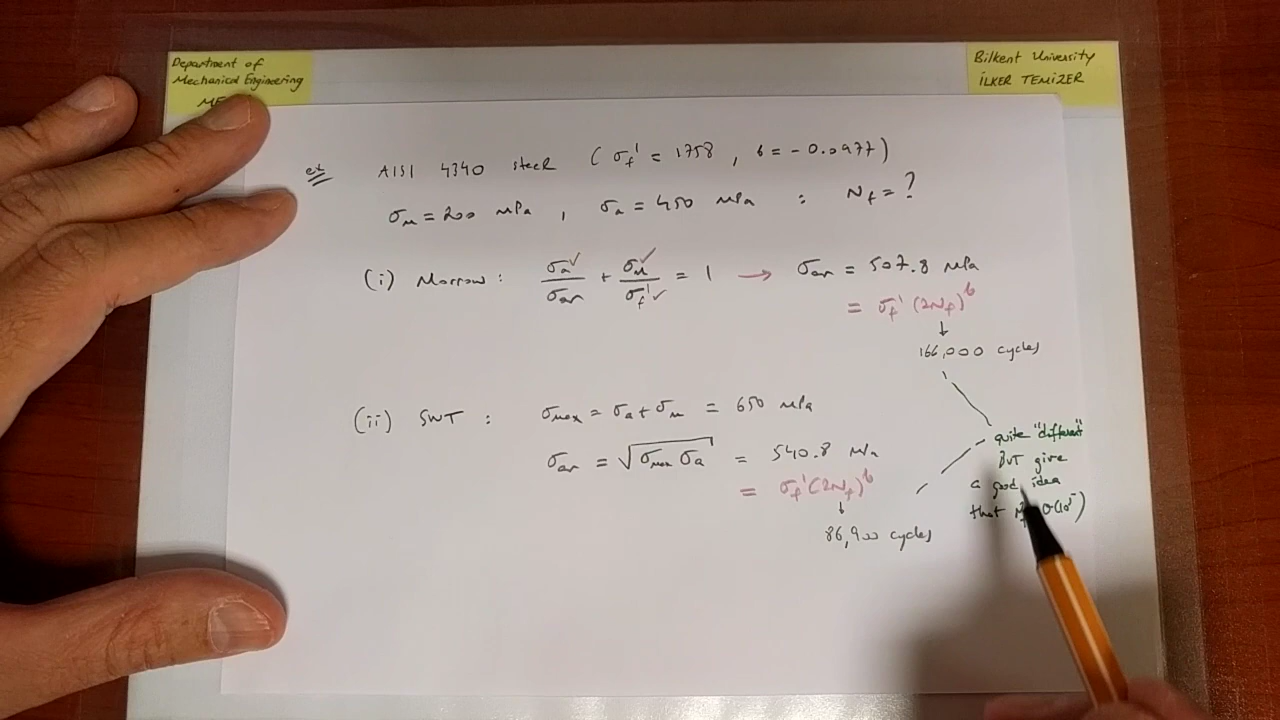 Department of
Mechanical Engineering
ME
Bilkent University
İLKER TEMİZER
ex AISI 4340 steel (σf' = 1758, b = -0.0977)
σm = 200 MPa, σa = 450 MPa : Nf = ?
(i) Morrow: σa/σar + σm/σf' = 1 → σar = 507.8 MPa
= σf'(2Nf)^b
↓
166,000 cycles
(ii) SWT : σmax = σa + σm = 650 MPa
σar = √σmax σa = 540.8 MPa
= σf'(2Nf)^b
↓
86,900 cycles
quite "different"
BUT give
a good idea
that O(10^5)